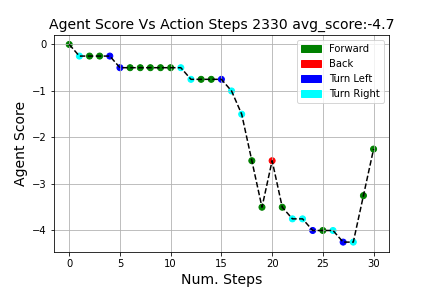 Agent Score Vs Action Steps 2330 avg_score:-4.7
Agent Score
0
−1
−2
−3
−4
Forward
Back
Turn Left
Turn Right
0 5 10 15 20 25 30
Num. Steps